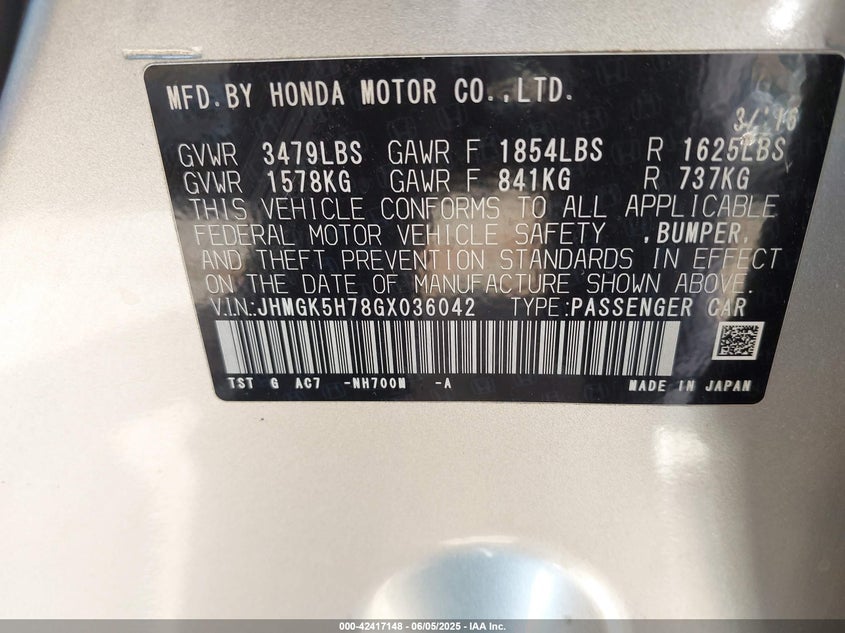 MFD. BY HONDA MOTOR CO., LTD.
3/'16
GVWR 3479LBS GAWR F 1854LBS R 1625LBS
GVWR 1578KG GAWR F 841KG R 737KG
THIS VEHICLE CONFORMS TO ALL APPLICABLE
FEDERAL MOTOR VEHICLE SAFETY , BUMPER,
AND THEFT PREVENTION STANDARDS IN EFFECT
ON THE DATE OF MANUFACTURE SHOWN ABOVE.
V.I.N.:JHMGK5H78GX036042 TYPE:PASSENGER CAR
TST G AC7 -NH700M -A MADE IN JAPAN
000-42417148 - 06/05/2025 - IAA Inc.